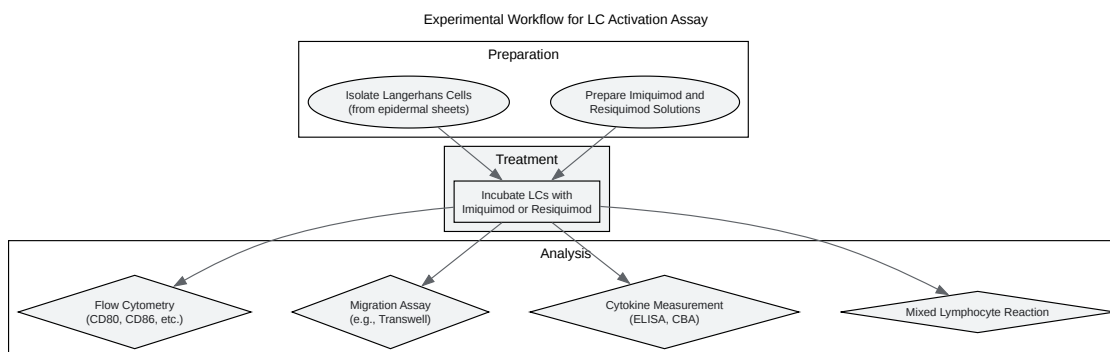 Experimental Workflow for LC Activation Assay
Preparation
Isolate Langerhans Cells
(from epidermal sheets)
Prepare Imiquimod and
Resiquimod Solutions
Treatment
Incubate LCs with
Imiquimod or Resiquimod
Analysis
Flow Cytometry
(CD80, CD86, etc.)
Migration Assay
(e.g., Transwell)
Cytokine Measurement
(ELISA, CBA)
Mixed Lymphocyte Reaction